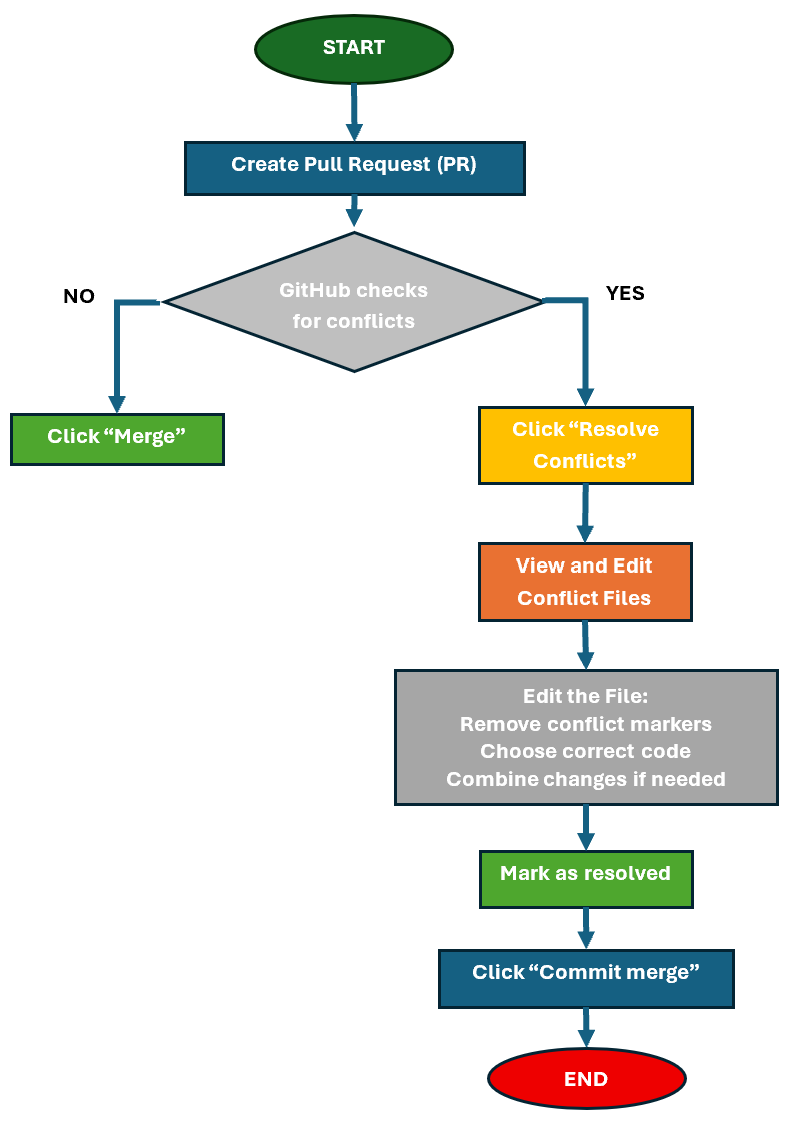 START
Create Pull Request (PR)
GitHub checks
for conflicts
NO
YES
Click “Merge”
Click “Resolve
Conflicts”
View and Edit
Conflict Files
Edit the File:
Remove conflict markers
Choose correct code
Combine changes if needed
Mark as resolved
Click “Commit merge”
END